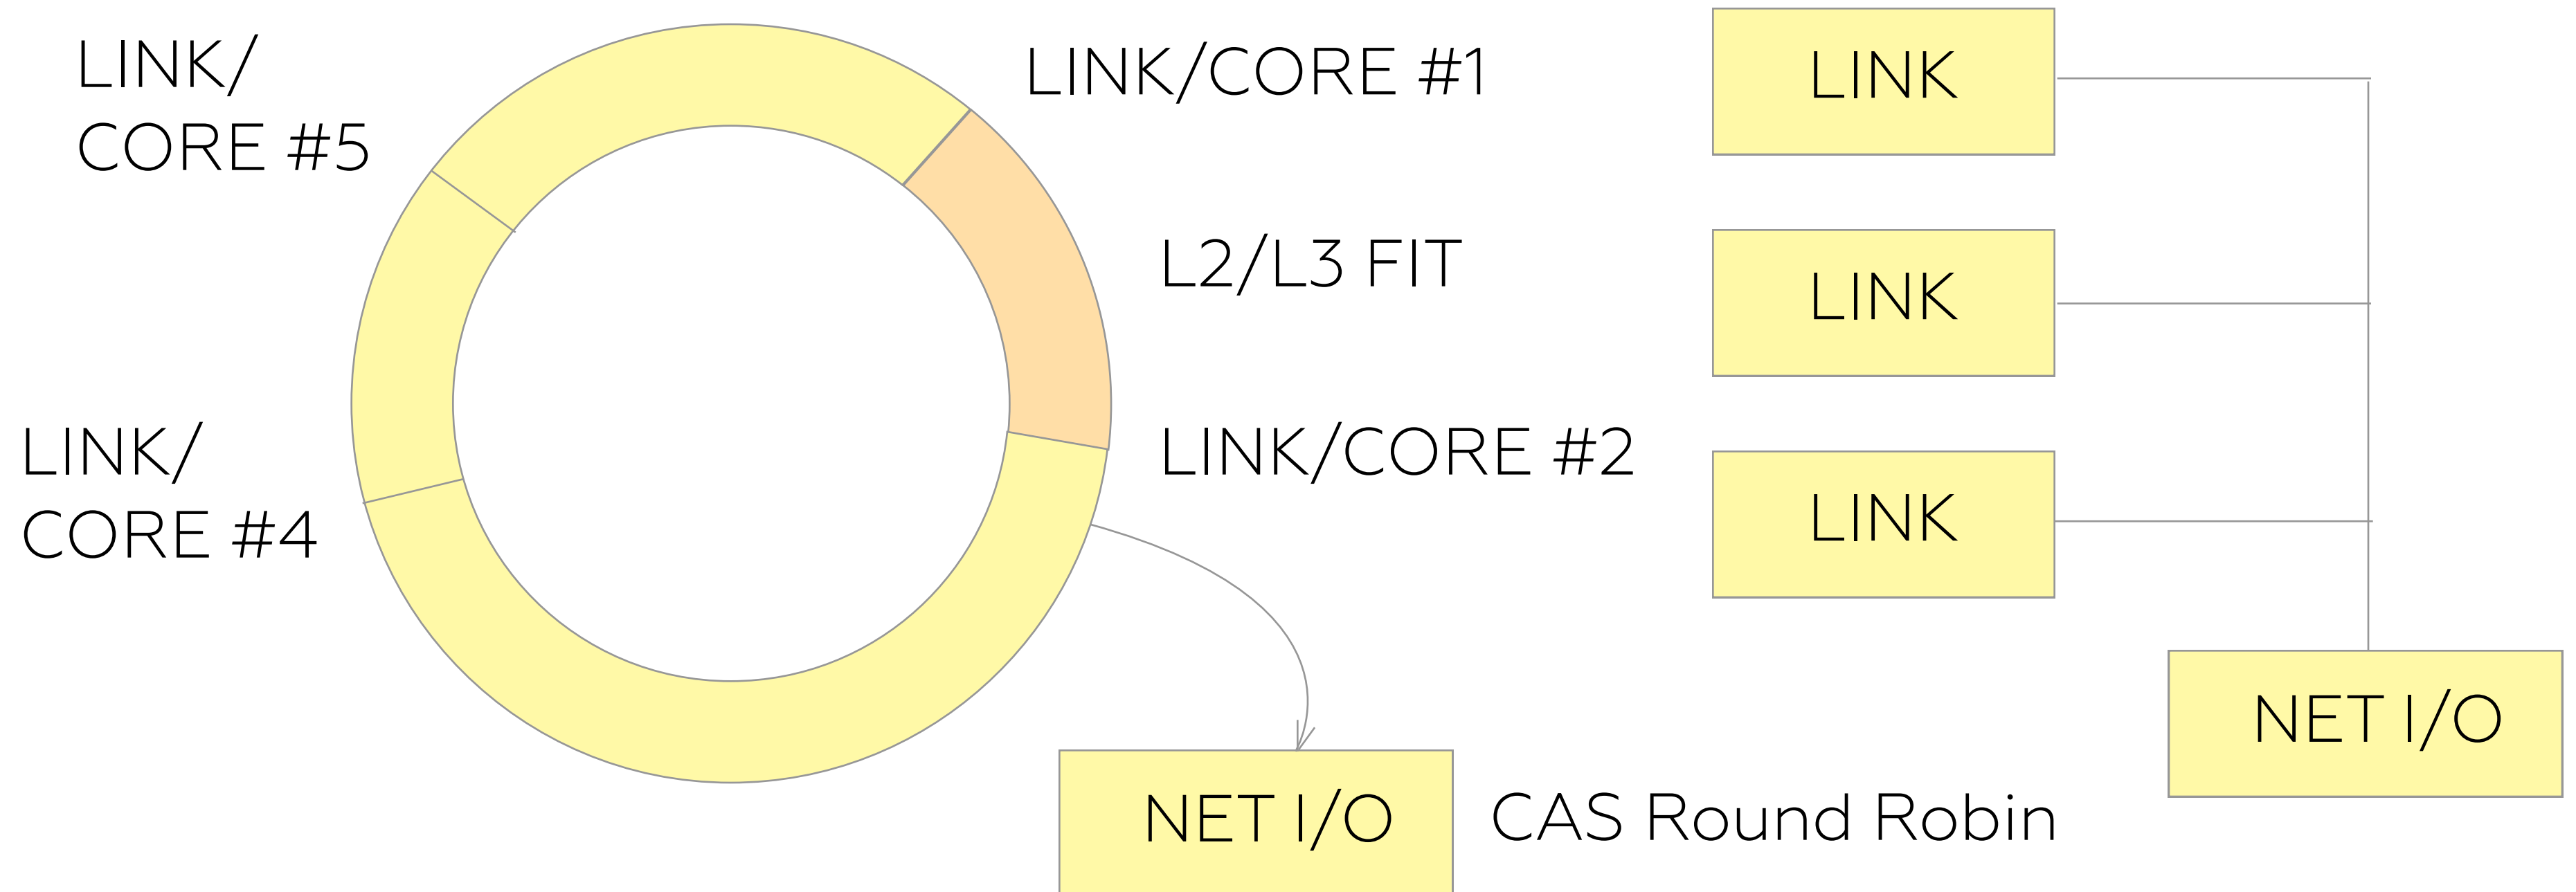 LINK/
CORE #5
LINK/CORE #1
L2/L3 FIT
LINK/CORE #2
LINK/
CORE #4
NET I/O
CAS Round Robin
LINK
LINK
LINK
NET I/O